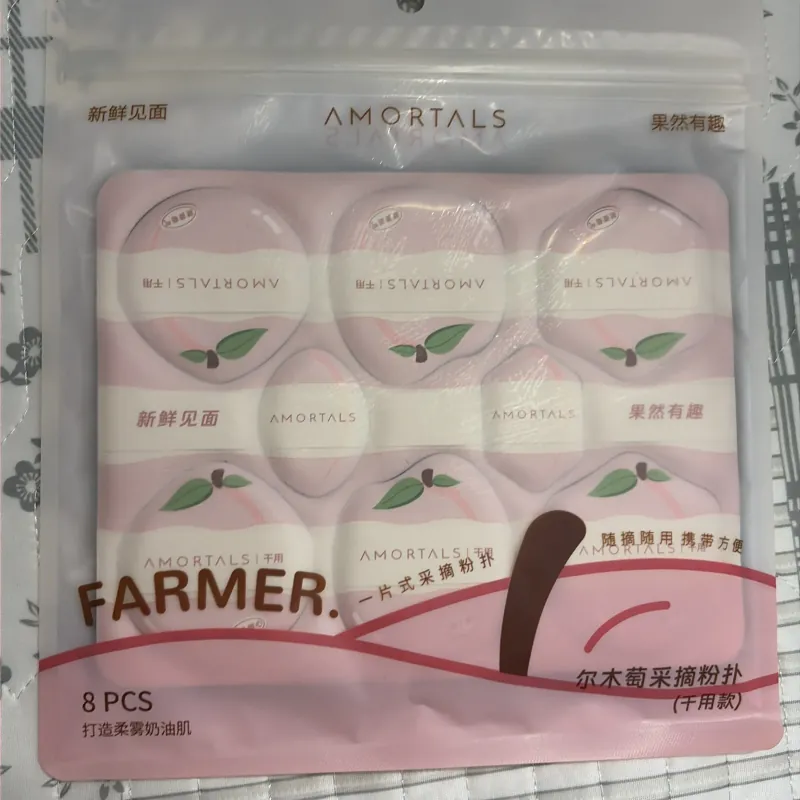 新鲜见面
AMORTALS
果然有趣
AMORTALS | 干用
AMORTALS | 干用
AMORTALS | 干用
新鲜见面
AMORTALS
AMORTALS
果然有趣
AMORTALS | 干用
AMORTALS | 干用
AMORTALS | 干用
随摘随用 携带方便
一片式采摘粉扑
FARMER.
尔木萄采摘粉扑
(干用款)
8 PCS
打造柔雾奶油肌